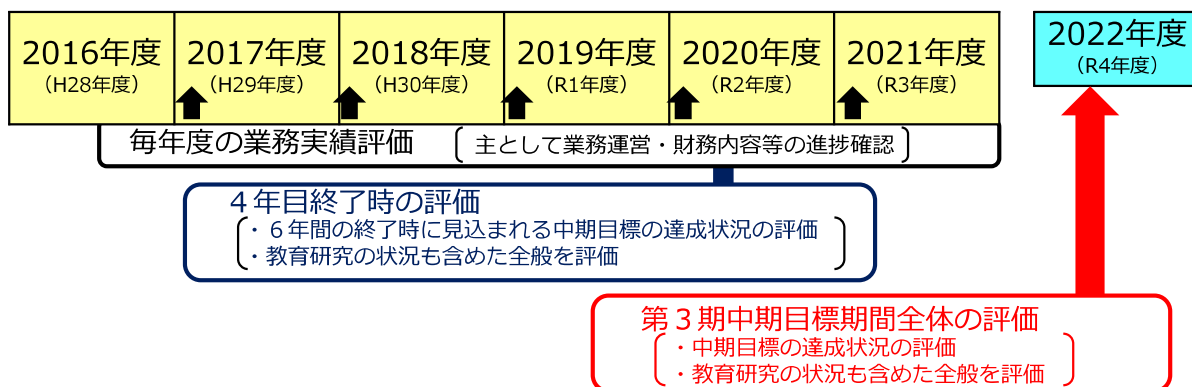 2016年度 2017年度 2018年度 2019年度 2020年度 2021年度 2022年度
（H28年度） （H29年度） （H30年度） （R1年度） （R2年度） （R3年度） （R4年度）
毎年度の業務実績評価 主として業務運営・財務内容等の進捗確認
４年目終了時の評価
・６年間の終了時に見込まれる中期目標の達成状況の評価
・教育研究の状況も含めた全般を評価
第３期中期目標期間全体の評価
・中期目標の達成状況の評価
・教育研究の状況も含めた全般を評価